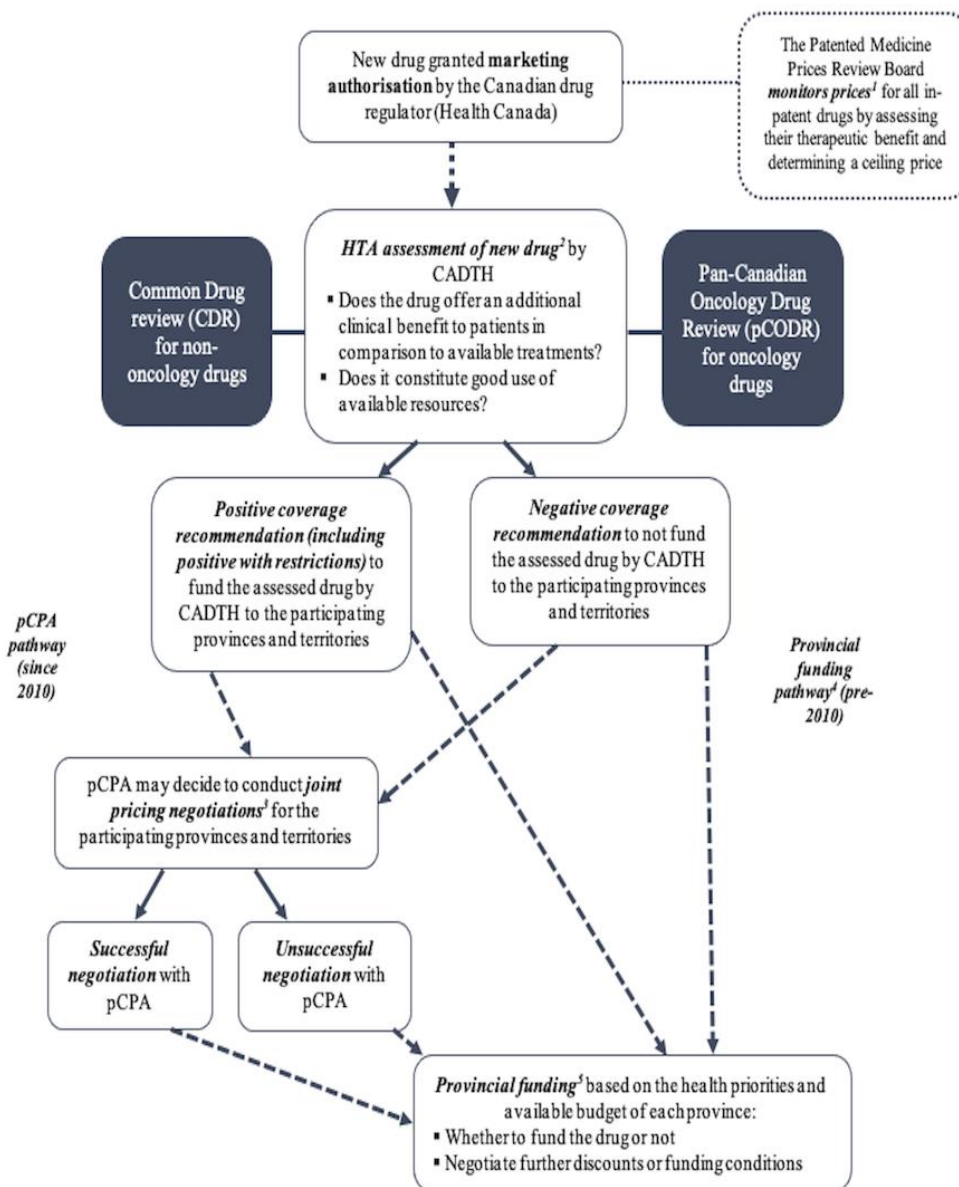 New drug granted marketing
authorisation by the Canadian drug
regulator (Health Canada)
The Patented Medicine
Prices Review Board
monitors prices¹ for all in-
patent drugs by assessing
their therapeutic benefit and
determining a ceiling price
Common Drug
review (CDR)
for non-
oncology drugs
HTA assessment of new drug² by
CADTH
▪ Does the drug offer an additional
clinical benefit to patients in
comparison to available treatments?
▪ Does it constitute good use of
available resources?
Pan-Canadian
Oncology Drug
Review (pCODR)
for oncology
drugs
Positive coverage
recommendation (including
positive with restrictions) to
fund the assessed drug by
CADTH to the participating
provinces and territories
Negative coverage
recommendation to not fund
the assessed drug by CADTH
to the participating provinces
and territories
pCPA
pathway
(since
2010)
Provincial
funding
pathway⁴ (pre-
2010)
pCPA may decide to conduct joint
pricing negotiations³ for the
participating provinces and territories
Successful
negotiation with
pCPA
Unsuccessful
negotiation with
pCPA
Provincial funding⁵ based on the health priorities and
available budget of each province:
▪ Whether to fund the drug or not
▪ Negotiate further discounts or funding conditions